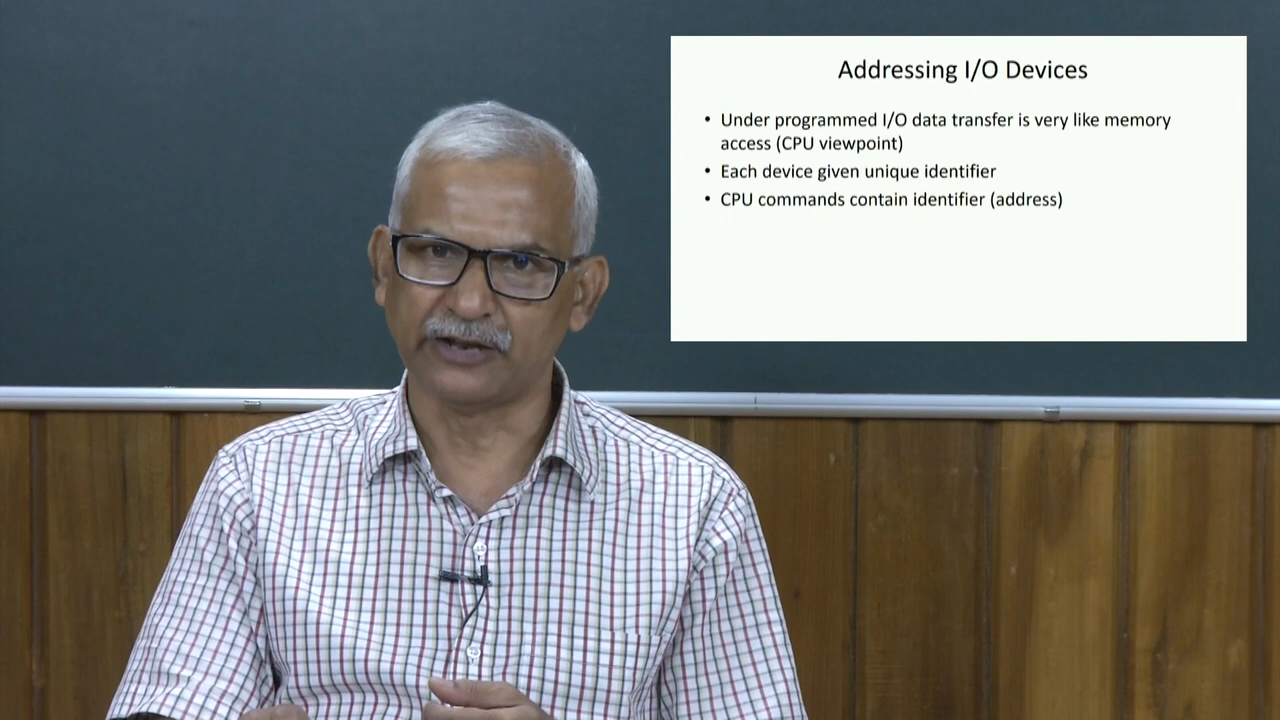 Addressing I/O Devices
• Under programmed I/O data transfer is very like memory
access (CPU viewpoint)
• Each device given unique identifier
• CPU commands contain identifier (address)